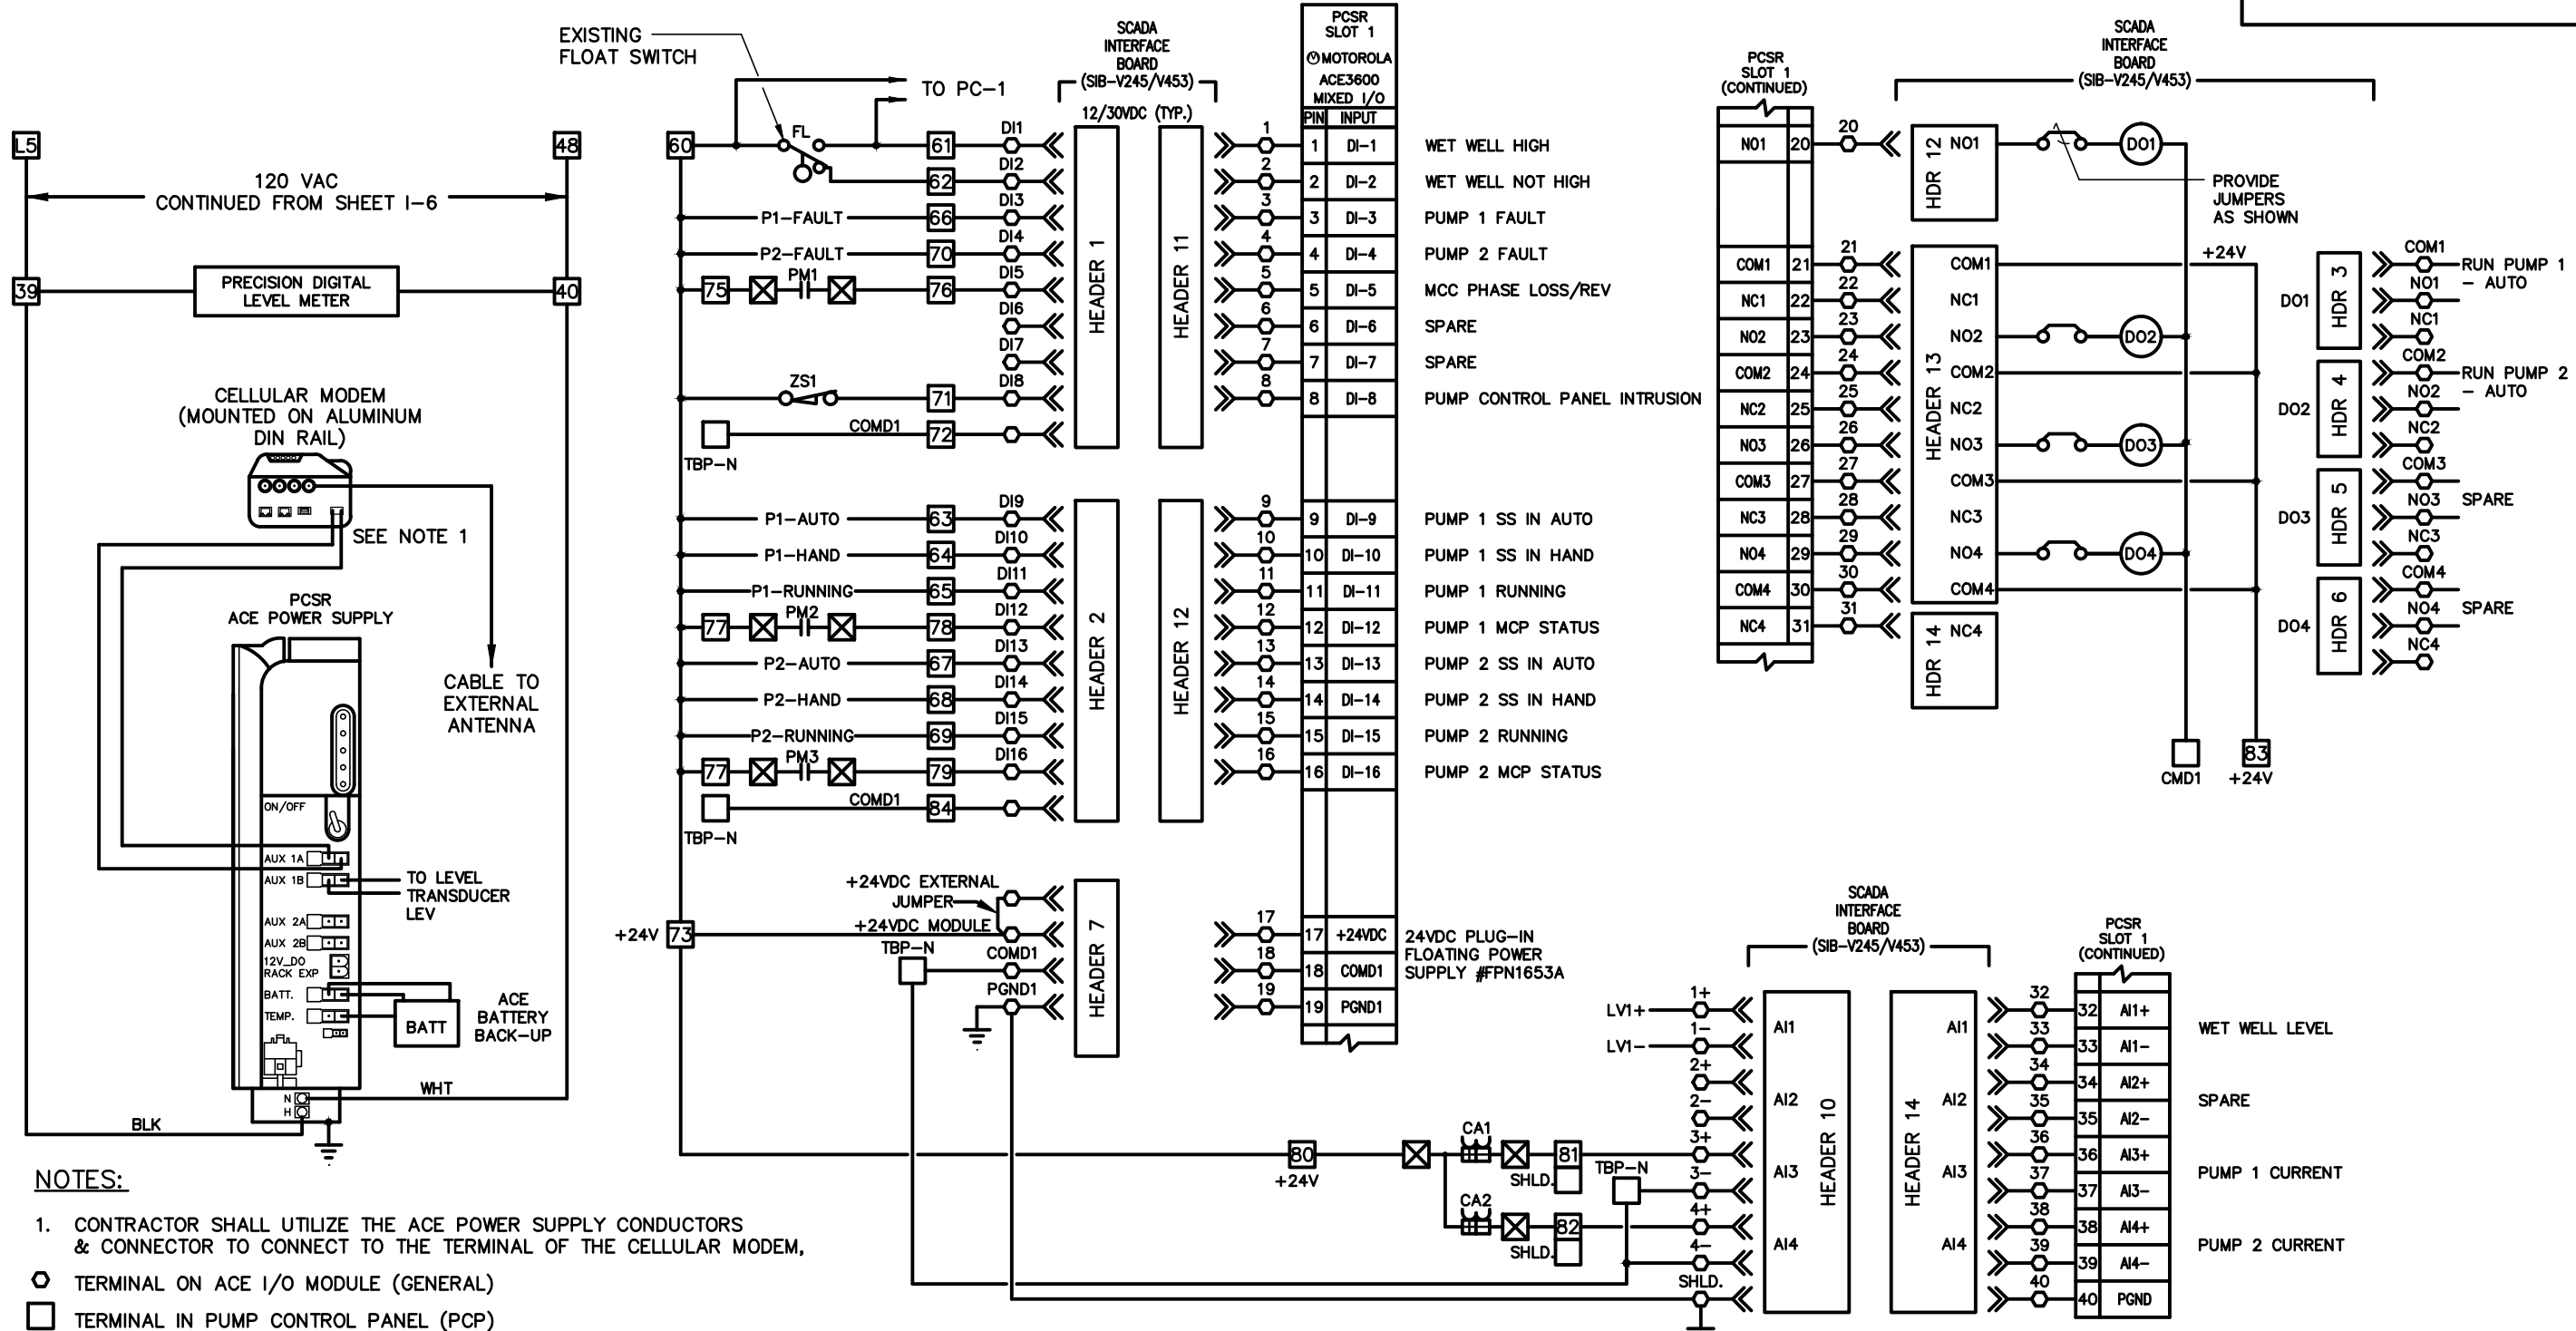 EXISTING
FLOAT SWITCH
TO PC-1
SCADA
INTERFACE
BOARD
(SIB-V245/V453)
12/30VDC (TYP.)
PCSR
SLOT 1
MOTOROLA
ACE3600
MIXED I/O
PIN INPUT
L5
48
120 VAC
CONTINUED FROM SHEET I-6
39
PRECISION DIGITAL
LEVEL METER
40
CELLULAR MODEM
(MOUNTED ON ALUMINUM
DIN RAIL)
SEE NOTE 1
PCSR
ACE POWER SUPPLY
CABLE TO
EXTERNAL
ANTENNA
ON/OFF
AUX 1A
AUX 1B
TO LEVEL
TRANSDUCER
LEV
AUX 2A
AUX 2B
12V_DO
RACK EXP
BATT.
TEMP.
BATT
ACE
BATTERY
BACK-UP
N
H
WHT
BLK
60 FL 61 DI1 1 1 DI-1 WET WELL HIGH
62 DI2 2 2 DI-2 WET WELL NOT HIGH
P1-FAULT 66 DI3 3 3 DI-3 PUMP 1 FAULT
P2-FAULT 70 DI4 4 4 DI-4 PUMP 2 FAULT
75 PM1 76 DI5 5 5 DI-5 MCC PHASE LOSS/REV
DI6 6 6 DI-6 SPARE
DI7 7 7 DI-7 SPARE
ZS1 71 DI8 8 8 DI-8 PUMP CONTROL PANEL INTRUSION
TBP-N COMD1 72
HEADER 1
HEADER 11
P1-AUTO 63 DI9 9 9 DI-9 PUMP 1 SS IN AUTO
P1-HAND 64 DI10 10 10 DI-10 PUMP 1 SS IN HAND
P1-RUNNING 65 DI11 11 11 DI-11 PUMP 1 RUNNING
77 PM2 78 DI12 12 12 DI-12 PUMP 1 MCP STATUS
P2-AUTO 67 DI13 13 13 DI-13 PUMP 2 SS IN AUTO
P2-HAND 68 DI14 14 14 DI-14 PUMP 2 SS IN HAND
P2-RUNNING 69 DI15 15 15 DI-15 PUMP 2 RUNNING
77 PM3 79 DI16 16 16 DI-16 PUMP 2 MCP STATUS
TBP-N COMD1 84
HEADER 2
HEADER 12
+24VDC EXTERNAL
JUMPER
+24V 73 +24VDC MODULE 17 17 +24VDC
TBP-N COMD1 18 18 COMD1
PGND1 19 19 PGND1
HEADER 7
24VDC PLUG-IN
FLOATING POWER
SUPPLY #FPN1653A
PCSR
SLOT 1
(CONTINUED)
SCADA
INTERFACE
BOARD
(SIB-V245/V453)
NO1 20 20 NO1 DO1
HDR 12
PROVIDE
JUMPERS
AS SHOWN
+24V
COM1 21 21 COM1
NC1 22 22 NC1
NO2 23 23 NO2 DO2
COM2 24 24 COM2
NC2 25 25 NC2
NO3 26 26 NO3 DO3
COM3 27 27 COM3
NC3 28 28 NC3
NO4 29 29 NO4 DO4
COM4 30 30 COM4
NC4 31 31 NC4
HEADER 13
HDR 14
CMD1
83
+24V
DO1 HDR 3 COM1 NO1 NC1
RUN PUMP 1
- AUTO
DO2 HDR 4 COM2 NO2 NC2
RUN PUMP 2
- AUTO
DO3 HDR 5 COM3 NO3 NC3
SPARE
DO4 HDR 6 COM4 NO4 NC4
SPARE
SCADA
INTERFACE
BOARD
(SIB-V245/V453)
PCSR
SLOT 1
(CONTINUED)
LV1+ 1+ AI1 AI1 32 32 AI1+
LV1- 1- 33 33 AI1-
WET WELL LEVEL
2+ AI2 AI2 34 34 AI2+
2- 35 35 AI2-
SPARE
80 +24V CA1 81 SHLD. 3+ AI3 AI3 36 36 AI3+
TBP-N 3- 37 37 AI3-
PUMP 1 CURRENT
CA2 82 SHLD. 4+ AI4 AI4 38 38 AI4+
4- 39 39 AI4-
PUMP 2 CURRENT
SHLD. 40 40 PGND
HEADER 10
HEADER 14
NOTES:
1. CONTRACTOR SHALL UTILIZE THE ACE POWER SUPPLY CONDUCTORS
& CONNECTOR TO CONNECT TO THE TERMINAL OF THE CELLULAR MODEM,
TERMINAL ON ACE I/O MODULE (GENERAL)
TERMINAL IN PUMP CONTROL PANEL (PCP)